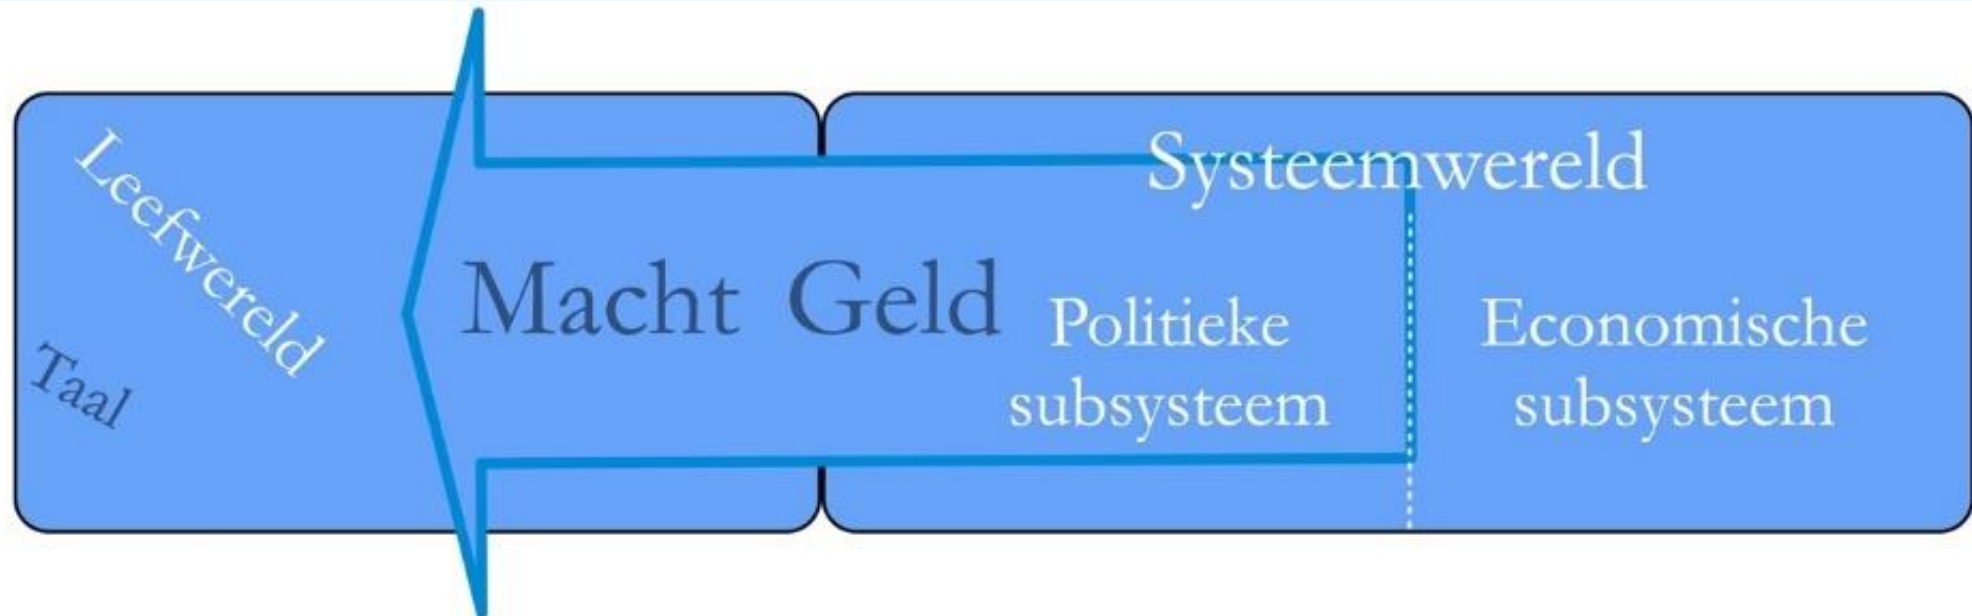 Leefwereld
Taal
Macht Geld
Systeemwereld
Politieke
subsysteem
Economische
subsysteem